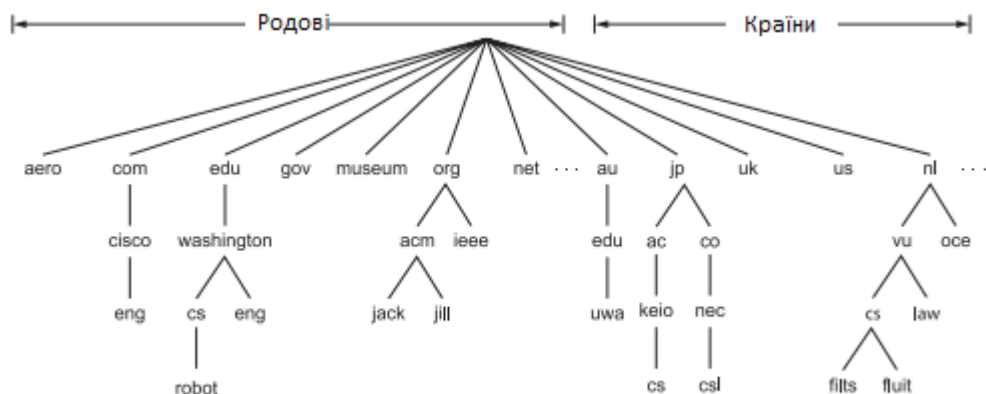 Родові Країни
aero com edu gov museum org net ··· au jp uk us nl ···
cisco washington acm ieee edu ac co vu oce
eng cs eng jack jill uwa keio nec cs law
robot cs csl filts fluit